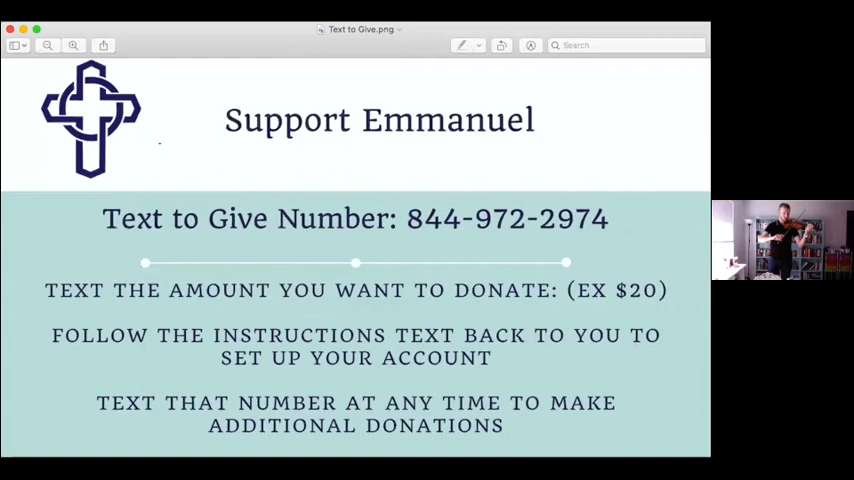 Text to Give.png
Search
Support Emmanuel
Text to Give Number: 844-972-2974
TEXT THE AMOUNT YOU WANT TO DONATE: (EX $20)
FOLLOW THE INSTRUCTIONS TEXT BACK TO YOU TO
SET UP YOUR ACCOUNT
TEXT THAT NUMBER AT ANY TIME TO MAKE
ADDITIONAL DONATIONS